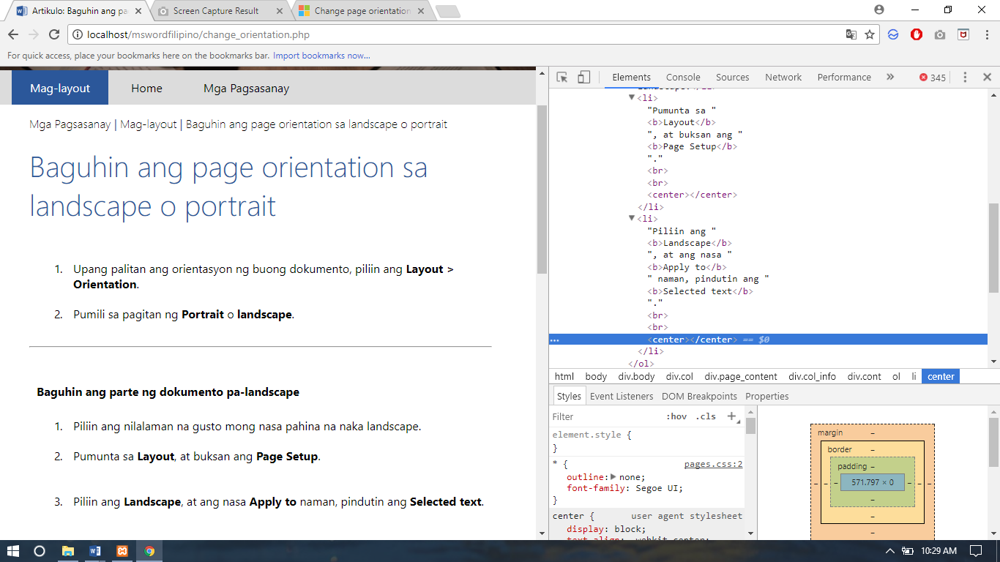 Artikulo: Baguhin ang pa
Screen Capture Result
Change page orientation
localhost/mswordfilipino/change_orientation.php
For quick access, place your bookmarks here on the bookmarks bar. Import bookmarks now...
Mag-layout Home Mga Pagsasanay
Mga Pagsasanay | Mag-layout | Baguhin ang page orientation sa landscape o portrait
Baguhin ang page orientation sa
landscape o portrait
1. Upang palitan ang orientasyon ng buong dokumento, piliin ang Layout >
Orientation.
2. Pumili sa pagitan ng Portrait o landscape.
Baguhin ang parte ng dokumento pa-landscape
1. Piliin ang nilalaman na gusto mong nasa pahina na naka landscape.
2. Pumunta sa Layout, at buksan ang Page Setup.
3. Piliin ang Landscape, at ang nasa Apply to naman, pindutin ang Selected text.
Elements Console Sources Network Performance » 345
<li>
"Pumunta sa "
<b>Layout</b>
", at buksan ang "
<b>Page Setup</b>
"."
<br>
<br>
<center></center>
</li>
<li>
"Piliin ang "
<b>Landscape</b>
", at ang nasa "
<b>Apply to</b>
" naman, pindutin ang "
<b>Selected text</b>
"."
<br>
<br>
... <center></center> == $0
</li>
</ol>
html body div.body div.col div.page_content div.col_info div.cont ol li center
Styles Event Listeners DOM Breakpoints Properties
Filter :hov .cls +
element.style {
}
* { pages.css:2
outline: none;
font-family: Segoe UI;
}
center { user agent stylesheet
display: block;
text-align: -webkit-center;
margin –
border –
padding –
– – – 571.797 × 0 – – –
–
–
–
10:29 AM